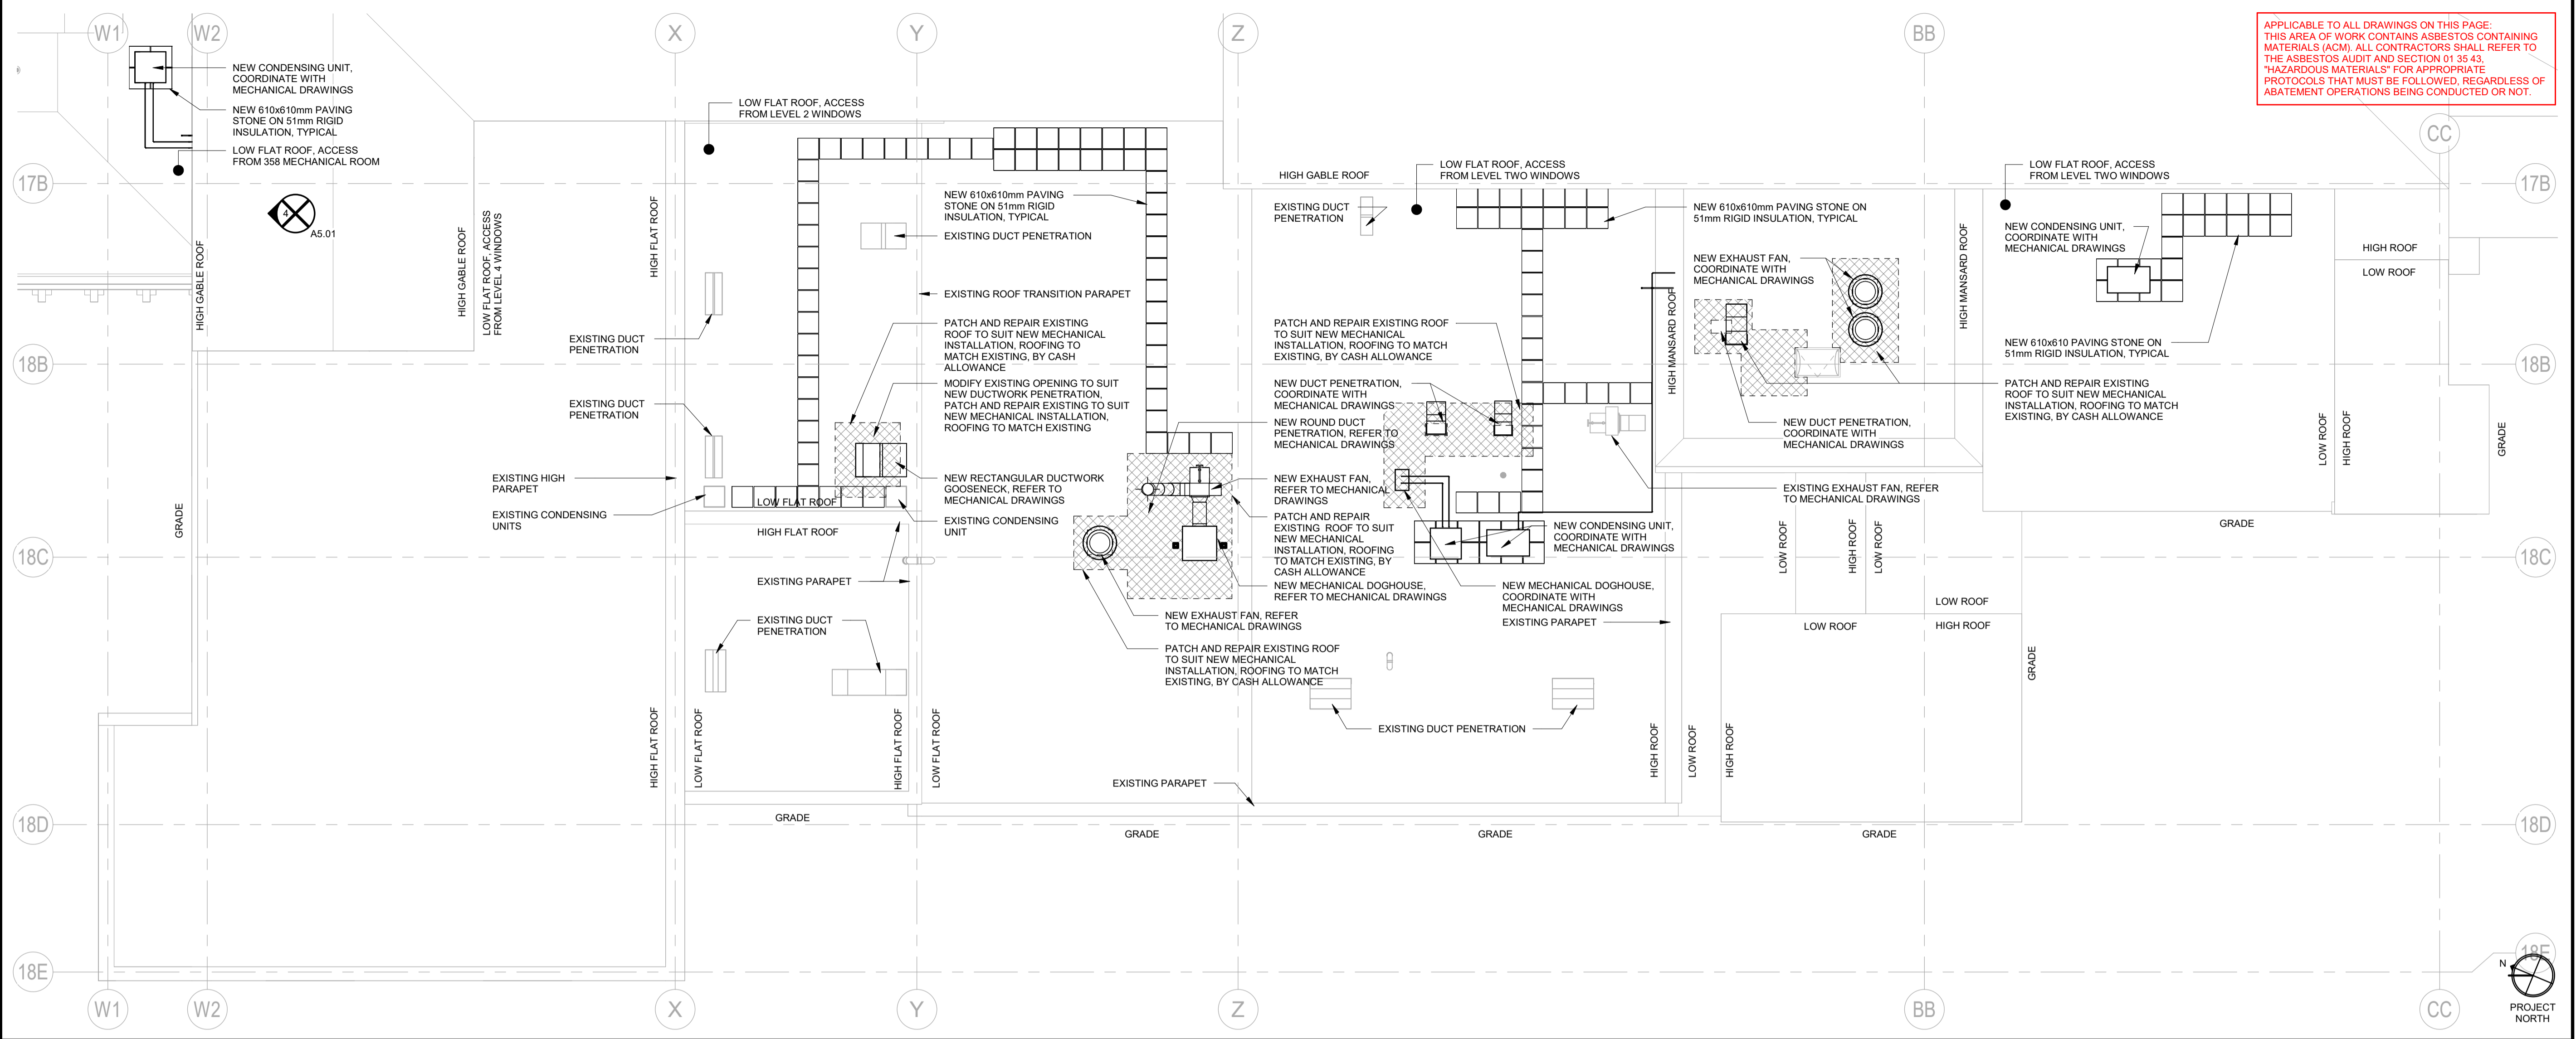 W1
W2
X
Y
Z
BB
CC
17B
18B
18C
18D
18E
APPLICABLE TO ALL DRAWINGS ON THIS PAGE:
THIS AREA OF WORK CONTAINS ASBESTOS CONTAINING
MATERIALS (ACM). ALL CONTRACTORS SHALL REFER TO
THE ASBESTOS AUDIT AND SECTION 01 35 43,
"HAZARDOUS MATERIALS" FOR APPROPRIATE
PROTOCOLS THAT MUST BE FOLLOWED, REGARDLESS OF
ABATEMENT OPERATIONS BEING CONDUCTED OR NOT.
NEW CONDENSING UNIT,
COORDINATE WITH
MECHANICAL DRAWINGS
NEW 610x610mm PAVING
STONE ON 51mm RIGID
INSULATION, TYPICAL
LOW FLAT ROOF, ACCESS
FROM 358 MECHANICAL ROOM
4
A5.01
HIGH GABLE ROOF
GRADE
HIGH GABLE ROOF
LOW FLAT ROOF, ACCESS
FROM LEVEL 4 WINDOWS
HIGH FLAT ROOF
LOW FLAT ROOF, ACCESS
FROM LEVEL 2 WINDOWS
EXISTING DUCT
PENETRATION
EXISTING DUCT
PENETRATION
EXISTING HIGH
PARAPET
EXISTING CONDENSING
UNITS
LOW FLAT ROOF
HIGH FLAT ROOF
EXISTING PARAPET
EXISTING DUCT
PENETRATION
HIGH FLAT ROOF
LOW FLAT ROOF
HIGH FLAT ROOF
LOW FLAT ROOF
GRADE
NEW 610x610mm PAVING
STONE ON 51mm RIGID
INSULATION, TYPICAL
EXISTING DUCT PENETRATION
EXISTING ROOF TRANSITION PARAPET
PATCH AND REPAIR EXISTING
ROOF TO SUIT NEW MECHANICAL
INSTALLATION, ROOFING TO
MATCH EXISTING, BY CASH
ALLOWANCE
MODIFY EXISTING OPENING TO SUIT
NEW DUCTWORK PENETRATION,
PATCH AND REPAIR EXISTING TO SUIT
NEW MECHANICAL INSTALLATION,
ROOFING TO MATCH EXISTING
NEW RECTANGULAR DUCTWORK
GOOSENECK, REFER TO
MECHANICAL DRAWINGS
EXISTING CONDENSING
UNIT
HIGH GABLE ROOF
EXISTING DUCT
PENETRATION
LOW FLAT ROOF, ACCESS
FROM LEVEL TWO WINDOWS
PATCH AND REPAIR EXISTING ROOF
TO SUIT NEW MECHANICAL
INSTALLATION, ROOFING TO MATCH
EXISTING, BY CASH ALLOWANCE
NEW DUCT PENETRATION,
COORDINATE WITH
MECHANICAL DRAWINGS
NEW ROUND DUCT
PENETRATION, REFER TO
MECHANICAL DRAWINGS
NEW EXHAUST FAN,
REFER TO MECHANICAL
DRAWINGS
PATCH AND REPAIR
EXISTING ROOF TO SUIT
NEW MECHANICAL
INSTALLATION, ROOFING
TO MATCH EXISTING, BY
CASH ALLOWANCE
NEW MECHANICAL DOGHOUSE,
REFER TO MECHANICAL DRAWINGS
NEW EXHAUST FAN, REFER
TO MECHANICAL DRAWINGS
PATCH AND REPAIR EXISTING ROOF
TO SUIT NEW MECHANICAL
INSTALLATION, ROOFING TO MATCH
EXISTING, BY CASH ALLOWANCE
EXISTING DUCT PENETRATION
EXISTING PARAPET
GRADE
GRADE
NEW CONDENSING UNIT,
COORDINATE WITH
MECHANICAL DRAWINGS
NEW MECHANICAL DOGHOUSE,
COORDINATE WITH
MECHANICAL DRAWINGS
EXISTING PARAPET
HIGH ROOF
LOW ROOF
HIGH ROOF
HIGH MANSARD ROOF
NEW 610x610mm PAVING STONE ON
51mm RIGID INSULATION, TYPICAL
NEW EXHAUST FAN,
COORDINATE WITH
MECHANICAL DRAWINGS
NEW DUCT PENETRATION,
COORDINATE WITH
MECHANICAL DRAWINGS
EXISTING EXHAUST FAN, REFER
TO MECHANICAL DRAWINGS
LOW ROOF
HIGH ROOF
LOW ROOF
LOW ROOF
LOW ROOF
HIGH ROOF
GRADE
GRADE
HIGH MANSARD ROOF
LOW FLAT ROOF, ACCESS
FROM LEVEL TWO WINDOWS
NEW CONDENSING UNIT,
COORDINATE WITH
MECHANICAL DRAWINGS
NEW 610x610 PAVING STONE ON
51mm RIGID INSULATION, TYPICAL
PATCH AND REPAIR EXISTING
ROOF TO SUIT NEW MECHANICAL
INSTALLATION, ROOFING TO MATCH
EXISTING, BY CASH ALLOWANCE
HIGH ROOF
LOW ROOF
LOW ROOF
HIGH ROOF
GRADE
GRADE
17B
18B
18C
18D
18E
N
PROJECT
NORTH
W1
W2
X
Y
Z
BB
CC